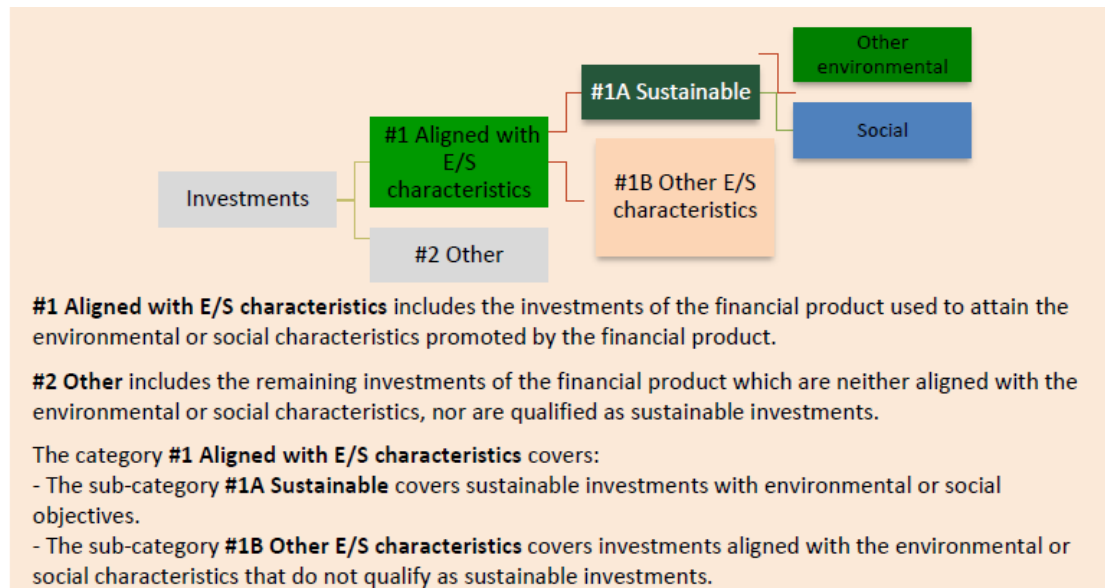 Other
environmental
#1A Sustainable
Social
#1 Aligned with
E/S
characteristics
#1B Other E/S
characteristics
Investments
#2 Other
#1 Aligned with E/S characteristics includes the investments of the financial product used to attain the
environmental or social characteristics promoted by the financial product.
#2 Other includes the remaining investments of the financial product which are neither aligned with the
environmental or social characteristics, nor are qualified as sustainable investments.
The category #1 Aligned with E/S characteristics covers:
- The sub-category #1A Sustainable covers sustainable investments with environmental or social
objectives.
- The sub-category #1B Other E/S characteristics covers investments aligned with the environmental or
social characteristics that do not qualify as sustainable investments.